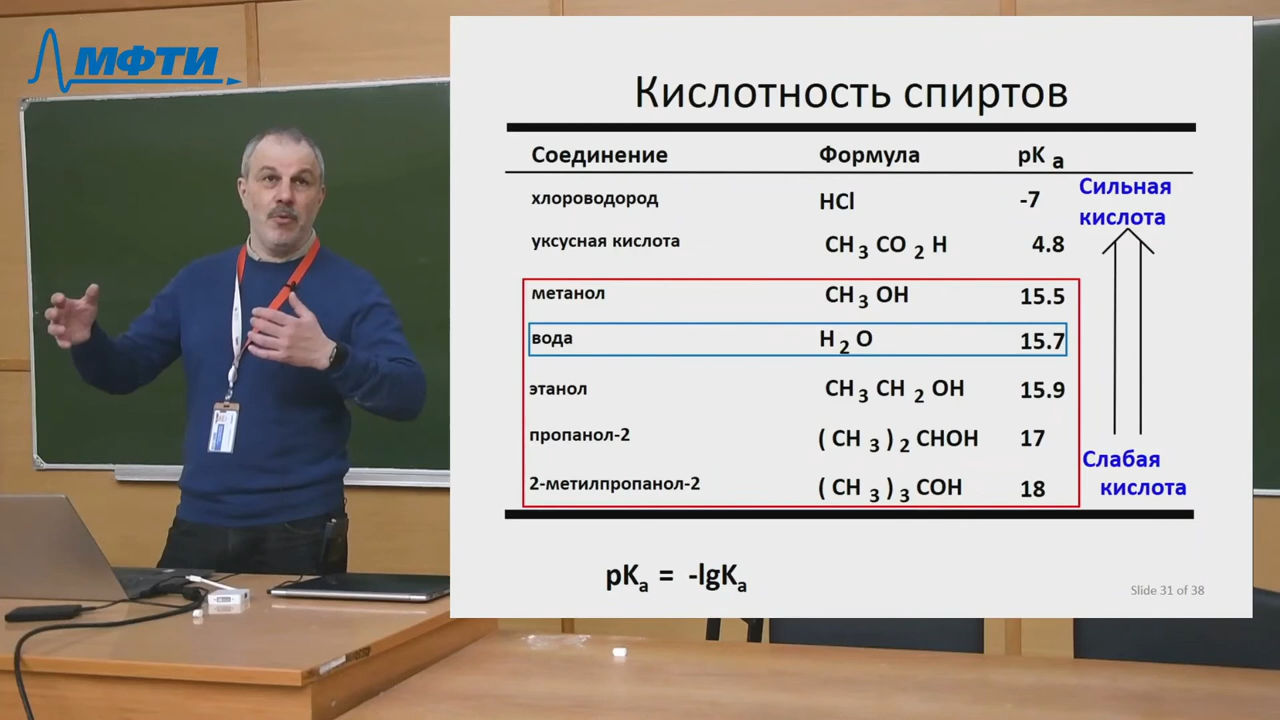 МФТИ
Кислотность спиртов
Соединение Формула pK a
хлороводород HCl -7
Сильная
кислота
уксусная кислота CH 3 CO 2 H 4.8
метанол CH 3 OH 15.5
вода H 2 O 15.7
этанол CH 3 CH 2 OH 15.9
пропанол-2 ( CH 3 ) 2 CHOH 17
Слабая
кислота
2-метилпропанол-2 ( CH 3 ) 3 COH 18
pKa = -lgKa
Slide 31 of 38